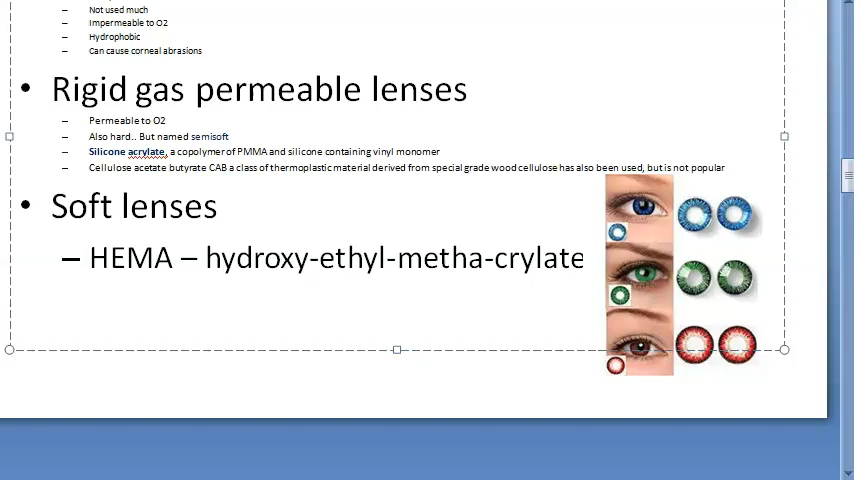 – Not used much
– Impermeable to O2
– Hydrophobic
– Can cause corneal abrasions
• Rigid gas permeable lenses
– Permeable to O2
– Also hard.. But named semisoft
– Silicone acrylate, a copolymer of PMMA and silicone containing vinyl monomer
– Cellulose acetate butyrate CAB a class of thermoplastic material derived from special grade wood cellulose has also been used, but is not popular
• Soft lenses
– HEMA – hydroxy-ethyl-metha-crylate